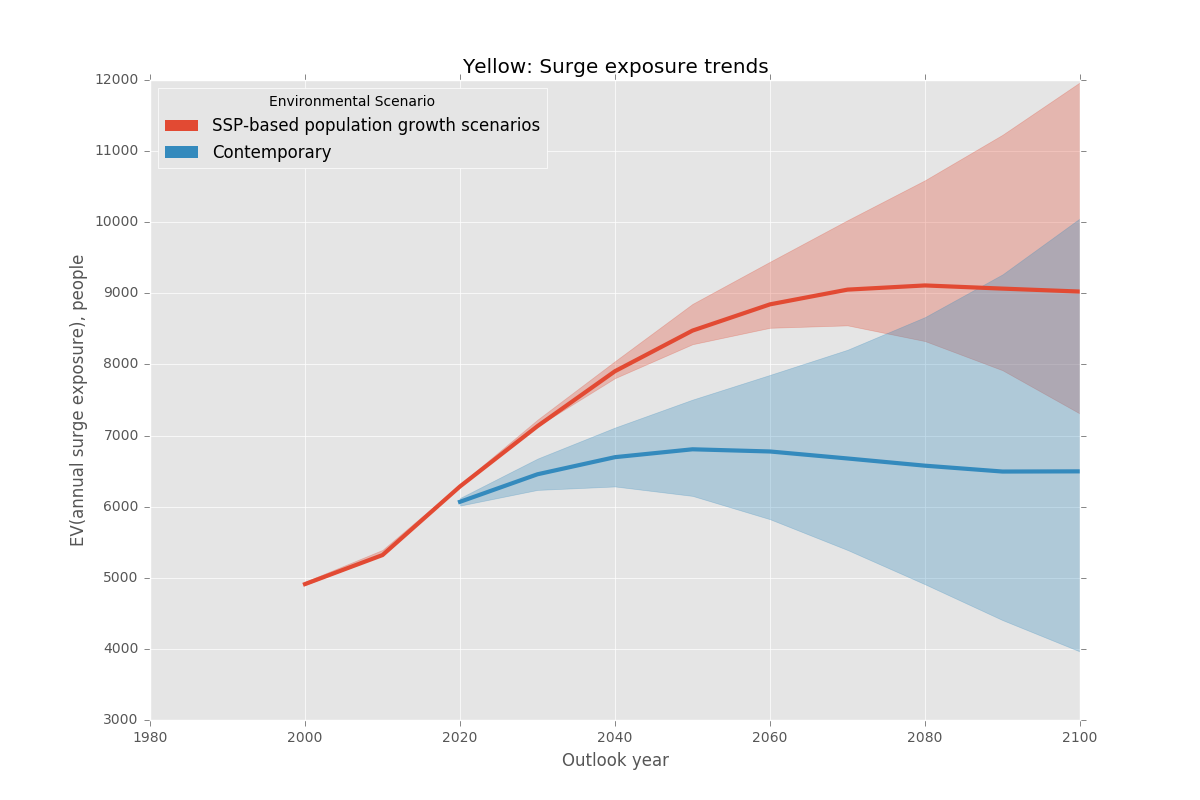 Yellow: Surge exposure trends
Environmental Scenario
SSP-based population growth scenarios
Contemporary
EV(annual surge exposure), people
12000
11000
10000
9000
8000
7000
6000
5000
4000
3000
1980 2000 2020 2040 2060 2080 2100
Outlook year